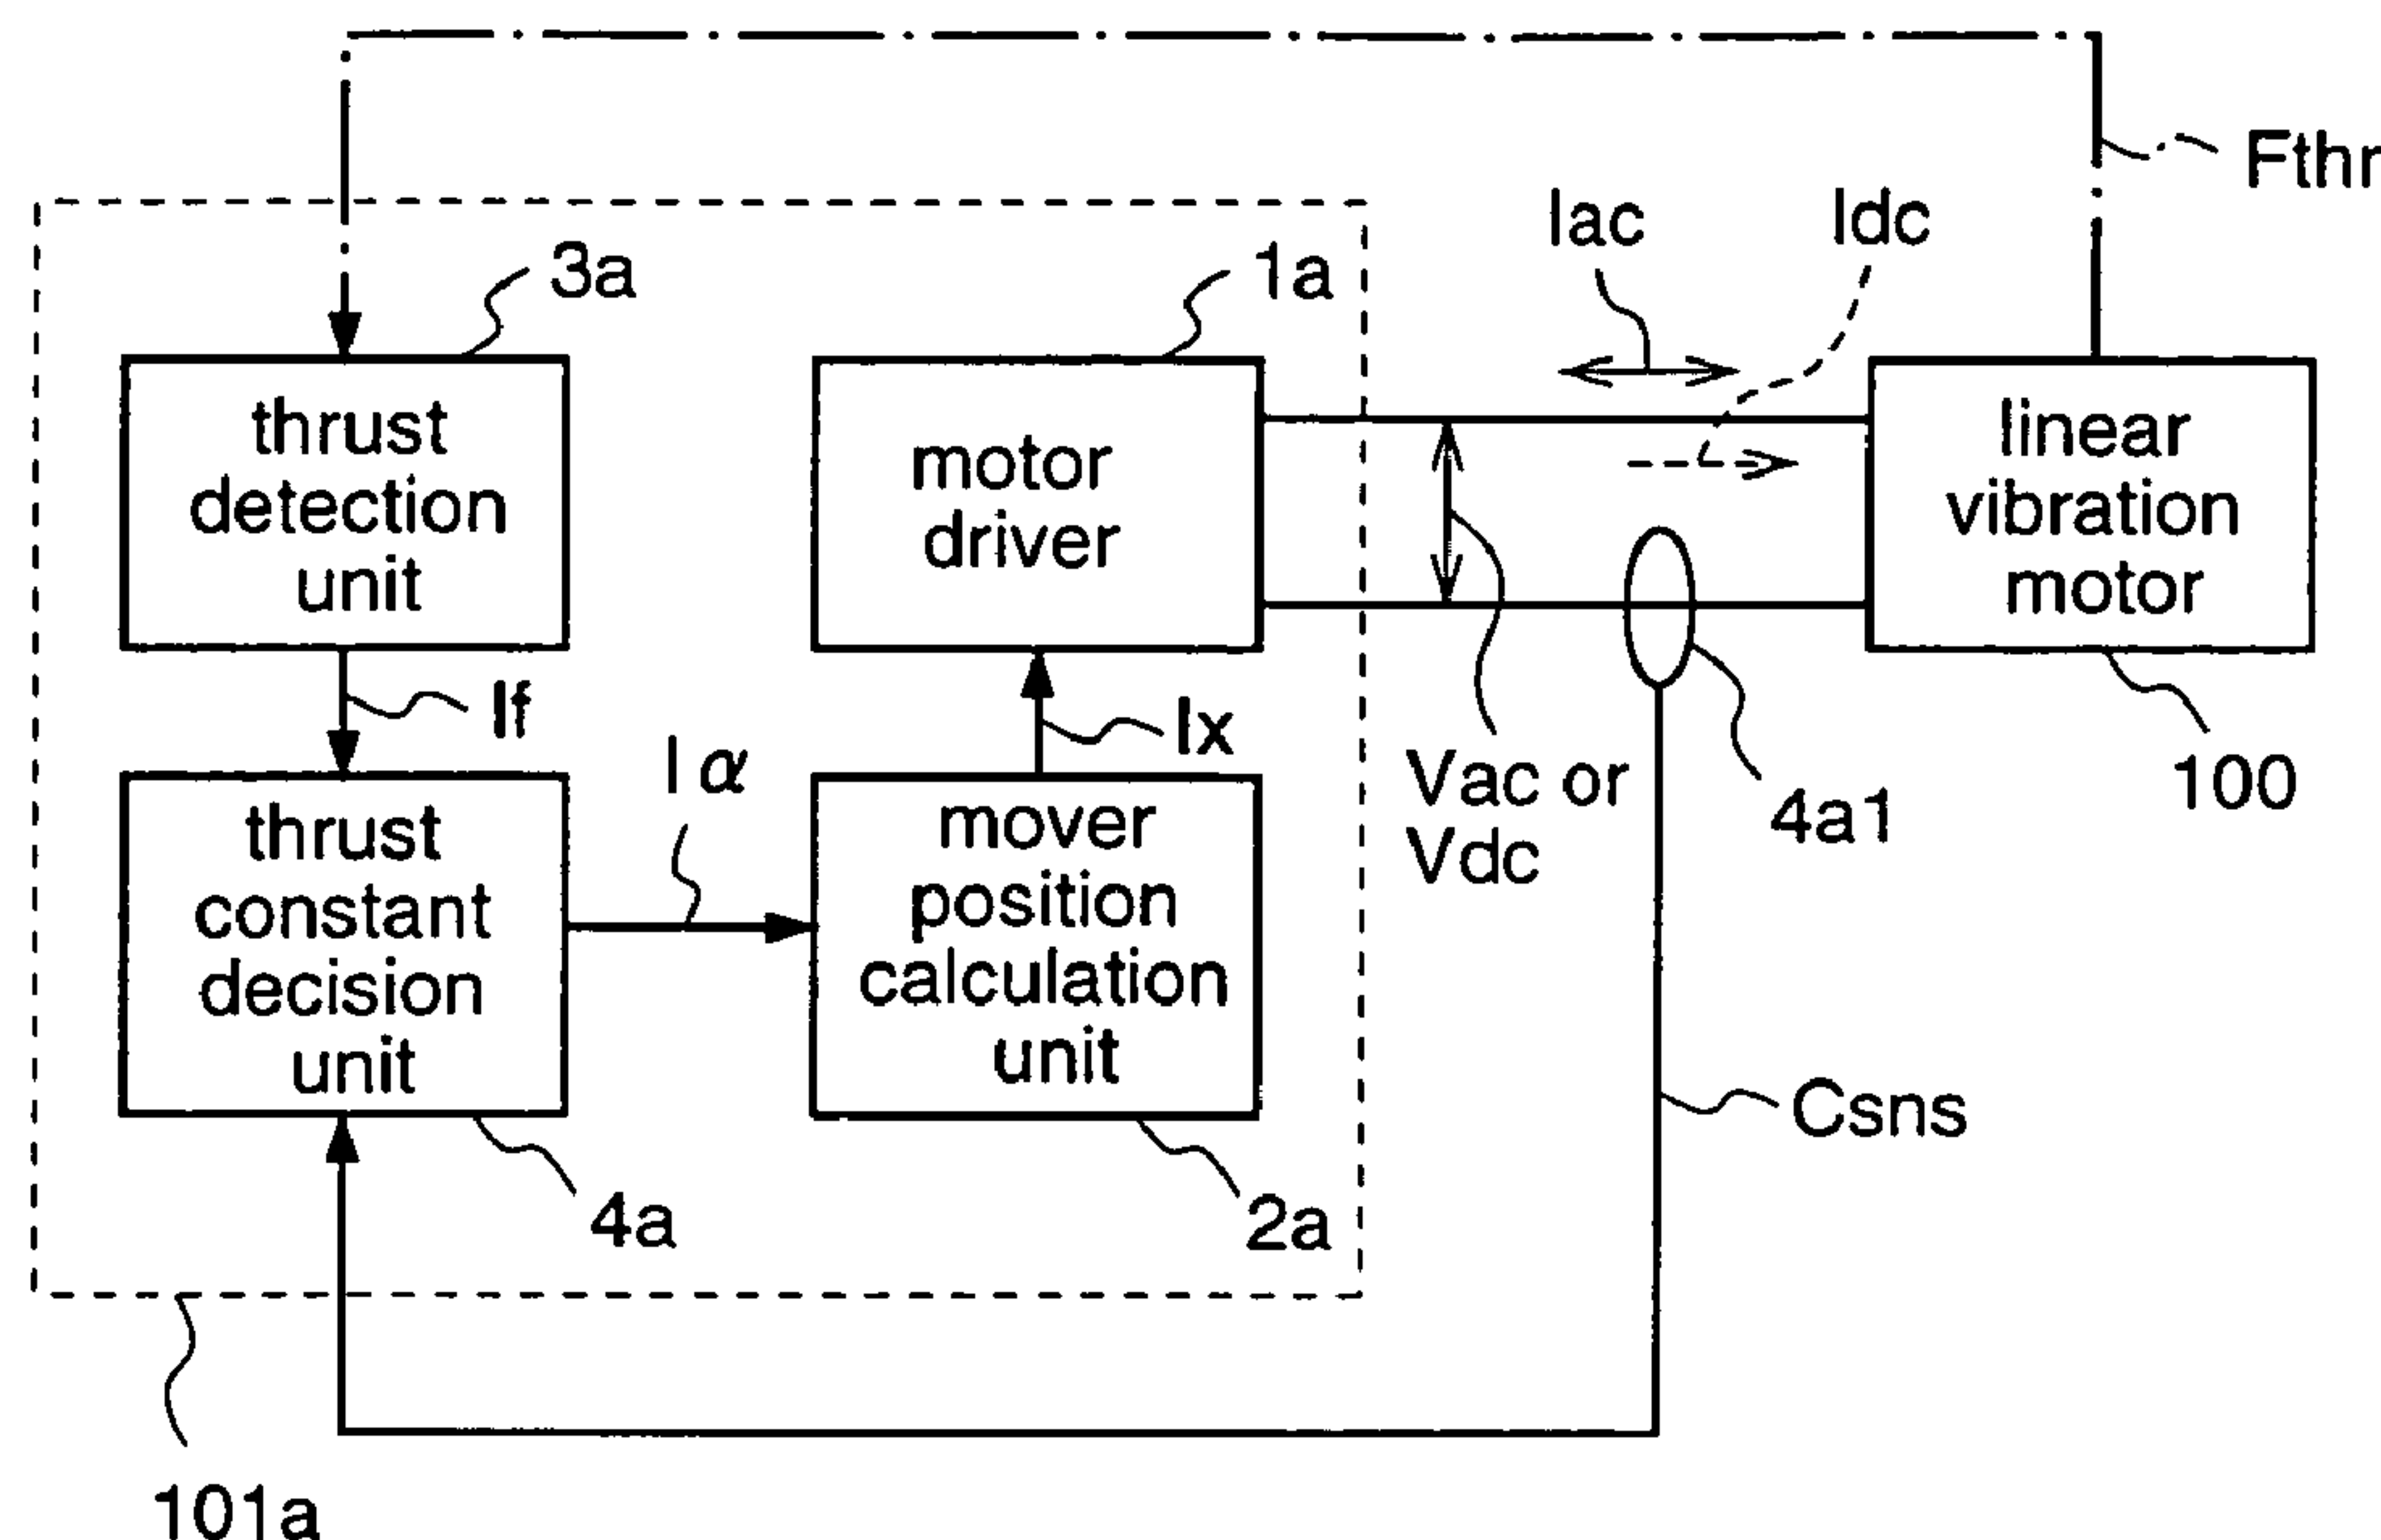 Fthr
Iac
Idc
3a
1a
thrust
detection
unit
motor
driver
linear
vibration
motor
If
Ix
Iα
Vac or
Vdc
4a1
100
thrust
constant
decision
unit
mover
position
calculation
unit
Csns
4a
2a
101a